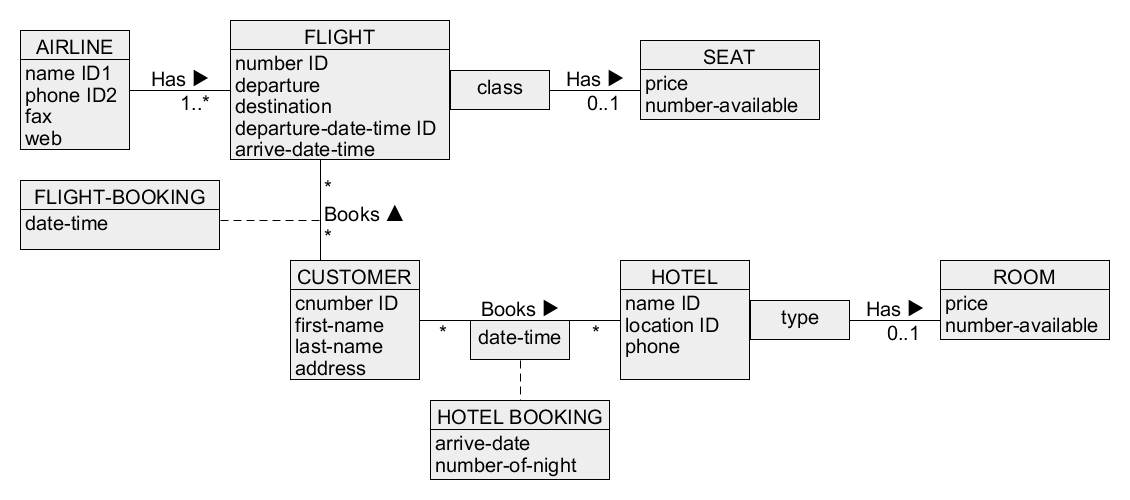 AIRLINE
name ID1
phone ID2
fax
web
Has ▶
1..*
FLIGHT
number ID
departure
destination
departure-date-time ID
arrive-date-time
class
Has ▶
0..1
SEAT
price
number-available
FLIGHT-BOOKING
date-time
*
Books ▲
*
CUSTOMER
cnumber ID
first-name
last-name
address
Books ▶
*
date-time
*
HOTEL
name ID
location ID
phone
type
Has ▶
0..1
ROOM
price
number-available
HOTEL BOOKING
arrive-date
number-of-night